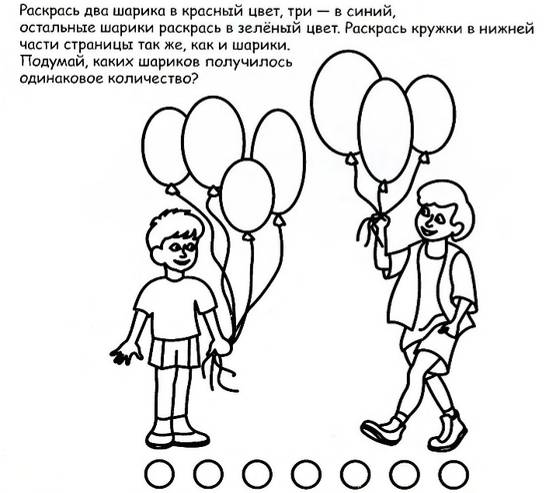 Раскрась два шарика в красный цвет, три — в синий,
остальные шарики раскрась в зелёный цвет. Раскрась кружки в нижней
части страницы так же, как и шарики.
Подумай, каких шариков получилось
одинаковое количество?